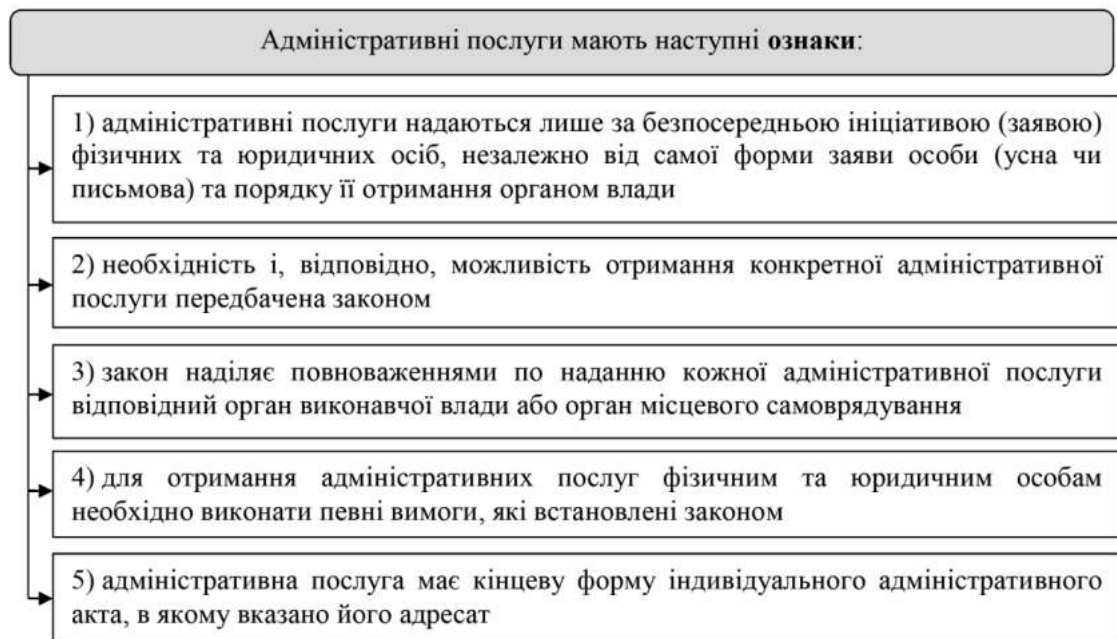 Адміністративні послуги мають наступні ознаки:
1) адміністративні послуги надаються лише за безпосередньою ініціативою (заявою)
фізичних та юридичних осіб, незалежно від самої форми заяви особи (усна чи
письмова) та порядку її отримання органом влади
2) необхідність і, відповідно, можливість отримання конкретної адміністративної
послуги передбачена законом
3) закон наділяє повноваженнями по наданню кожної адміністративної послуги
відповідний орган виконавчої влади або орган місцевого самоврядування
4) для отримання адміністративних послуг фізичним та юридичним особам
необхідно виконати певні вимоги, які встановлені законом
5) адміністративна послуга має кінцеву форму індивідуального адміністративного
акта, в якому вказано його адресат